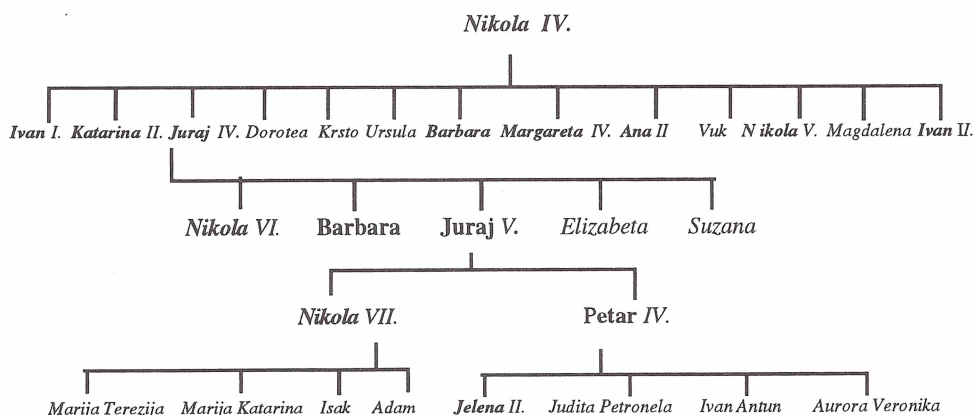 Nikola IV.
Ivan I. Katarina II. Juraj IV. Dorotea Krsto Ursula Barbara Margareta IV. Ana II Vuk Nikola V. Magdalena Ivan II.
Nikola VI. Barbara Juraj V. Elizabeta Suzana
Nikola VII. Petar IV.
Marija Terezija Marija Katarina Isak Adam Jelena II. Judita Petronela Ivan Antun Aurora Veronika